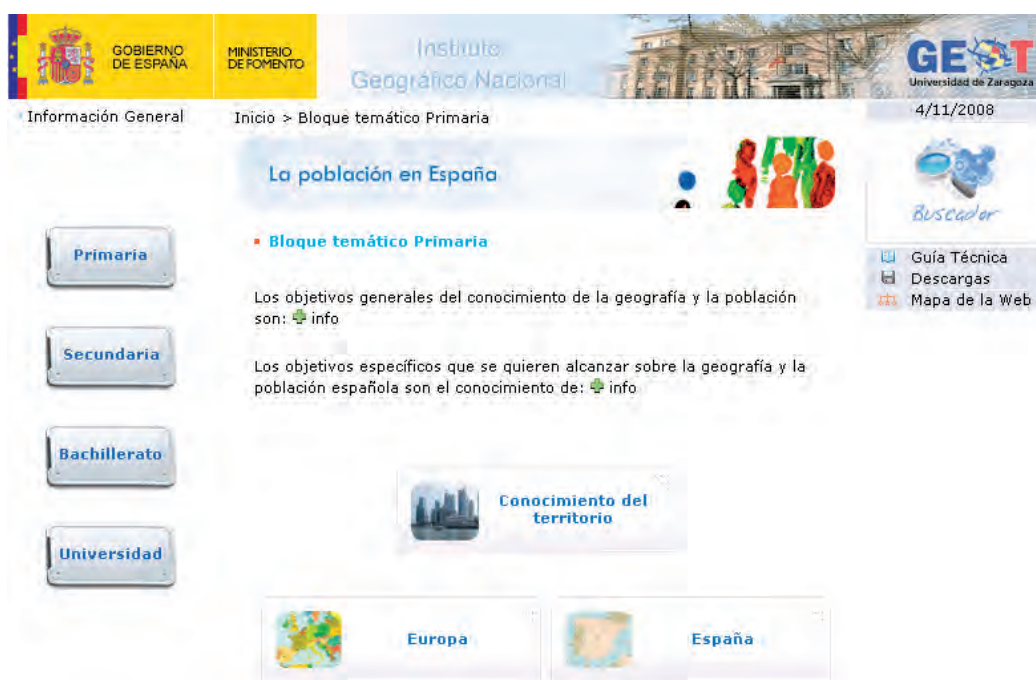 GOBIERNO
DE ESPAÑA
MINISTERIO
DE FOMENTO
Instituto
Geográfico Nacional
GEOT
Universidad de Zaragoza
Información General
Inicio > Bloque temático Primaria
4/11/2008
La población en España
Buscador
Bloque temático Primaria
Guía Técnica
Descargas
Mapa de la Web
Los objetivos generales del conocimiento de la geografía y la población
son: info
Los objetivos específicos que se quieren alcanzar sobre la geografía y la
población española son el conocimiento de: info
Primaria
Secundaria
Bachillerato
Universidad
Conocimiento del
territorio
Europa
España